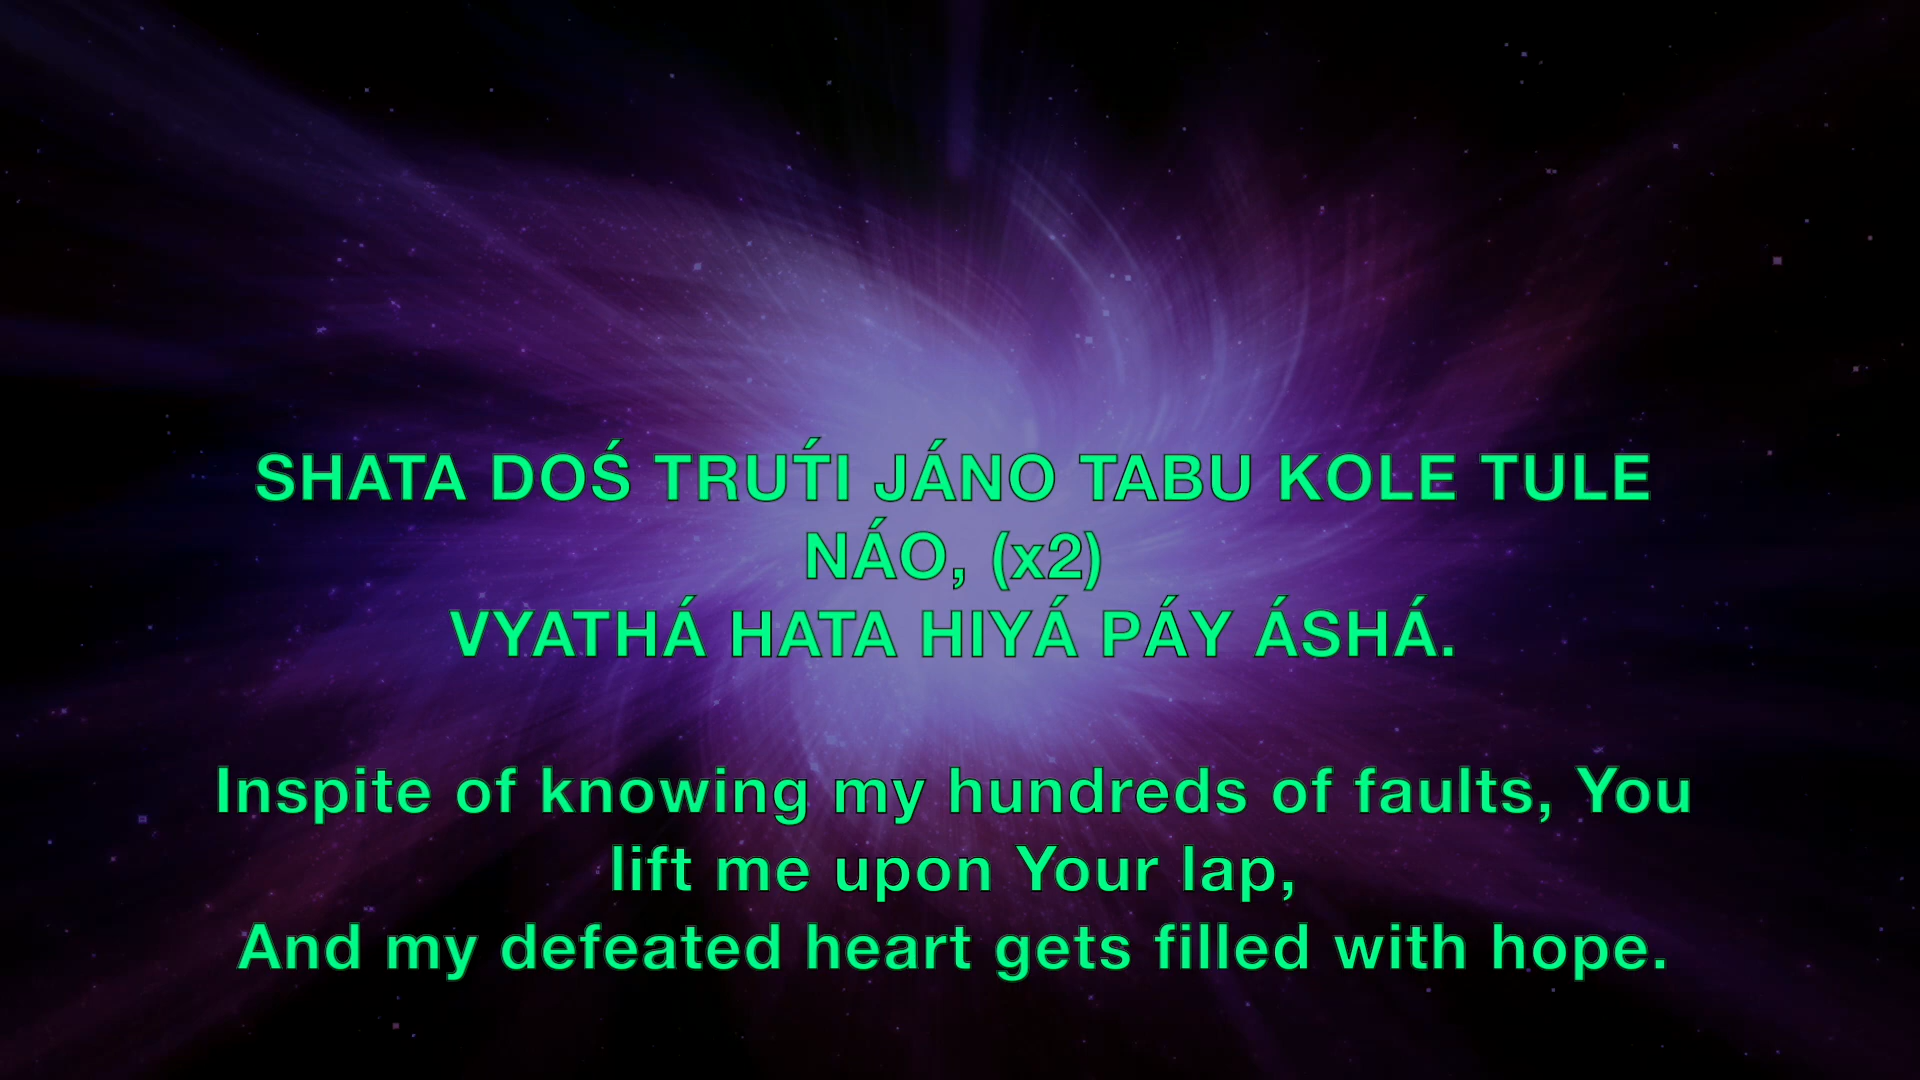 SHATA DOŚ TRUT́I JÁNO TABU KOLE TULE
NÁO, (x2)
VYATHÁ HATA HIYÁ PÁY ÁSHÁ.
Inspite of knowing my hundreds of faults, You
lift me upon Your lap,
And my defeated heart gets filled with hope.